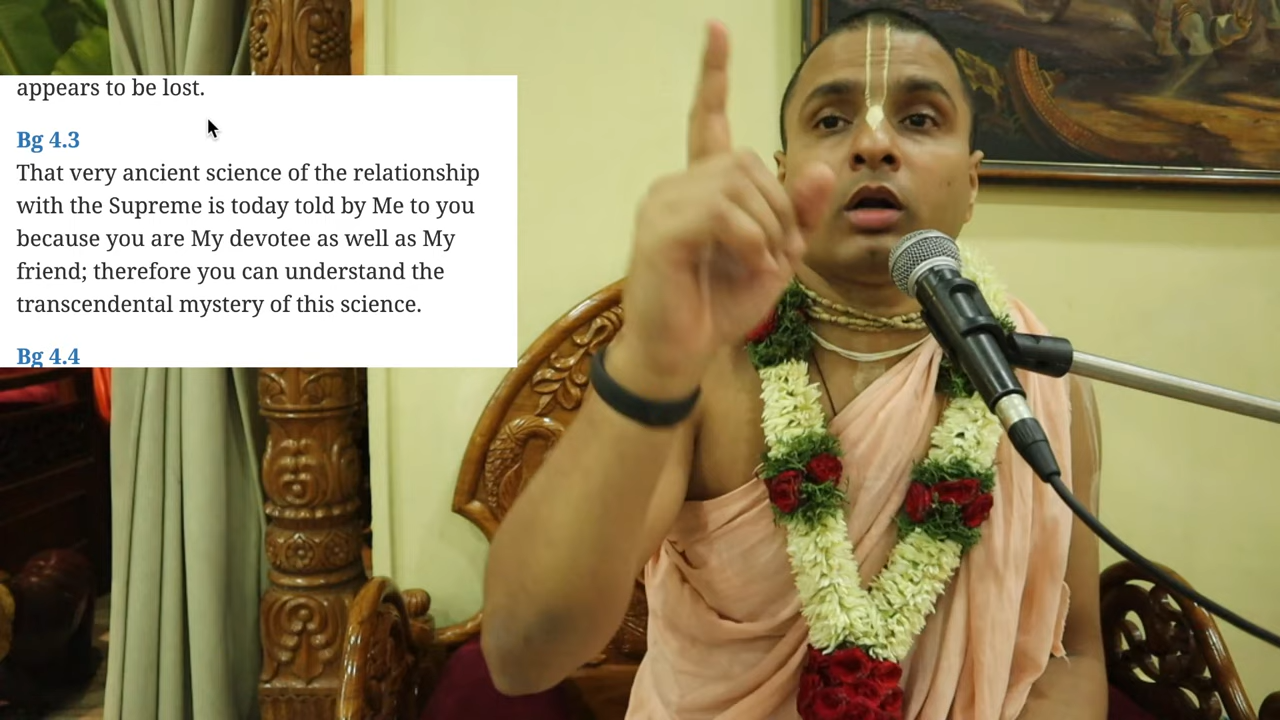 appears to be lost.
Bg 4.3
That very ancient science of the relationship
with the Supreme is today told by Me to you
because you are My devotee as well as My
friend; therefore you can understand the
transcendental mystery of this science.
Bg 4.4